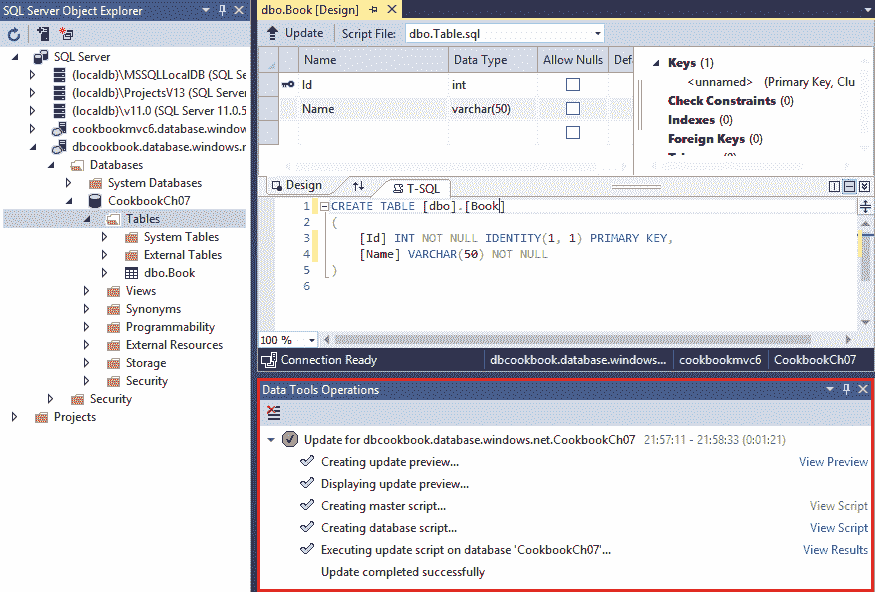 SQL Server Object Explorer
SQL Server
(localdb)\MSSQLLocalDB (SQL Se
(localdb)\ProjectsV13 (SQL Server
(localdb)\v11.0 (SQL Server 11.0.5
cookbookmvc6.database.window
dbcookbook.database.windows.r
Databases
System Databases
CookbookCh07
Tables
System Tables
External Tables
dbo.Book
Views
Synonyms
Programmability
External Resources
Storage
Security
Security
Projects
dbo.Book [Design]
Update Script File: dbo.Table.sql
Name Data Type Allow Nulls Defa
Id int
Name varchar(50)
Keys (1)
<unnamed> (Primary Key, Clu
Check Constraints (0)
Indexes (0)
Foreign Keys (0)
Design T-SQL
1 CREATE TABLE [dbo].[Book]
2 (
3 [Id] INT NOT NULL IDENTITY(1, 1) PRIMARY KEY,
4 [Name] VARCHAR(50) NOT NULL
5 )
6
100 %
Connection Ready dbcookbook.database.windows... cookbookmvc6 CookbookCh07
Data Tools Operations
Update for dbcookbook.database.windows.net.CookbookCh07 21:57:11 - 21:58:33 (0:01:21)
Creating update preview... View Preview
Displaying update preview...
Creating master script... View Script
Creating database script... View Script
Executing update script on database 'CookbookCh07'... View Results
Update completed successfully